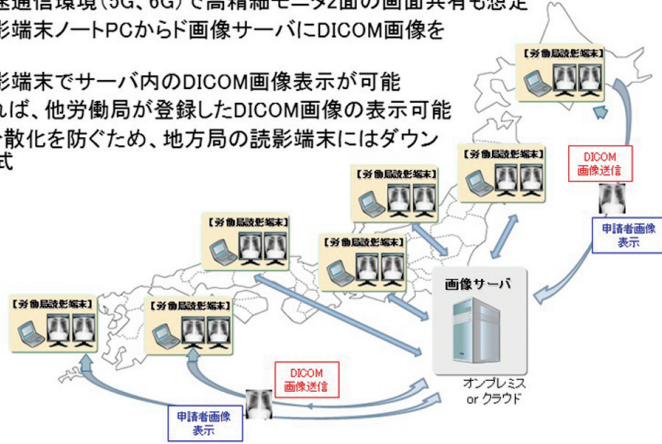 速通信環境(5G、6G)で高精細モニタ2面の画面共有も想定
影端末ノートPCからド画像サーバにDICOM画像を
影端末でサーバ内のDICOM画像表示が可能
れば、他労働局が登録したDICOM画像の表示可能
散化を防ぐため、地方局の読影端末にはダウン
式
【労働局読影端末】
DICOM
画像送信
【労働局読影端末】
【労働局読影端末】
申請者画像
表示
【労働局読影端末】
【労働局読影端末】
画像サーバ
【労働局読影端末】
【労働局読影端末】
DICOM
画像送信
オンプレミス
or クラウド
申請者画像
表示